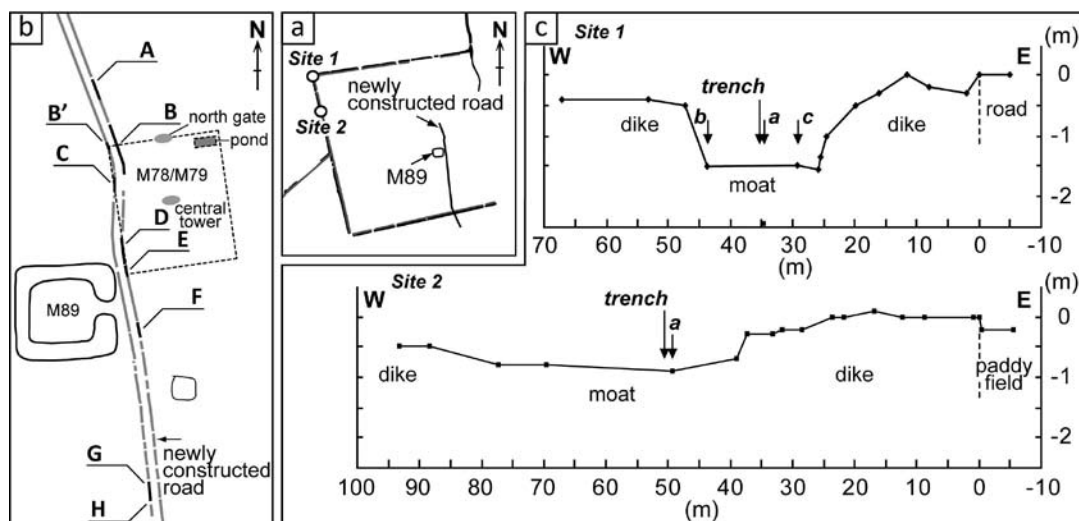 b
N
A
B'
B
north gate
pond
C
M78/M79
central
tower
D
E
M89
F
newly
constructed
road
G
H
a
Site 1
N
newly
constructed road
Site 2
M89
c
Site 1
(m)
W
E
0
trench
b
a
c
road
dike
dike
-1
moat
-2
70 60 50 40 30 20 10 0 -10
(m)
(m)
W
Site 2
E
trench
0
a
dike
moat
dike
paddy
field
-1
-2
100 90 80 70 60 50 40 30 20 10 0 -10
(m)